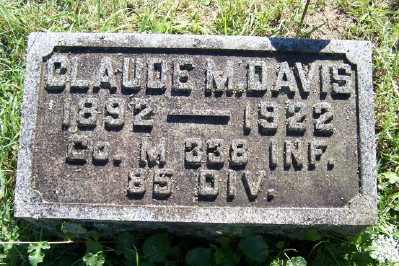 CLAUDE M. DAVIS
1892 — 1922
CO. M 338 INF.
85 DIV.